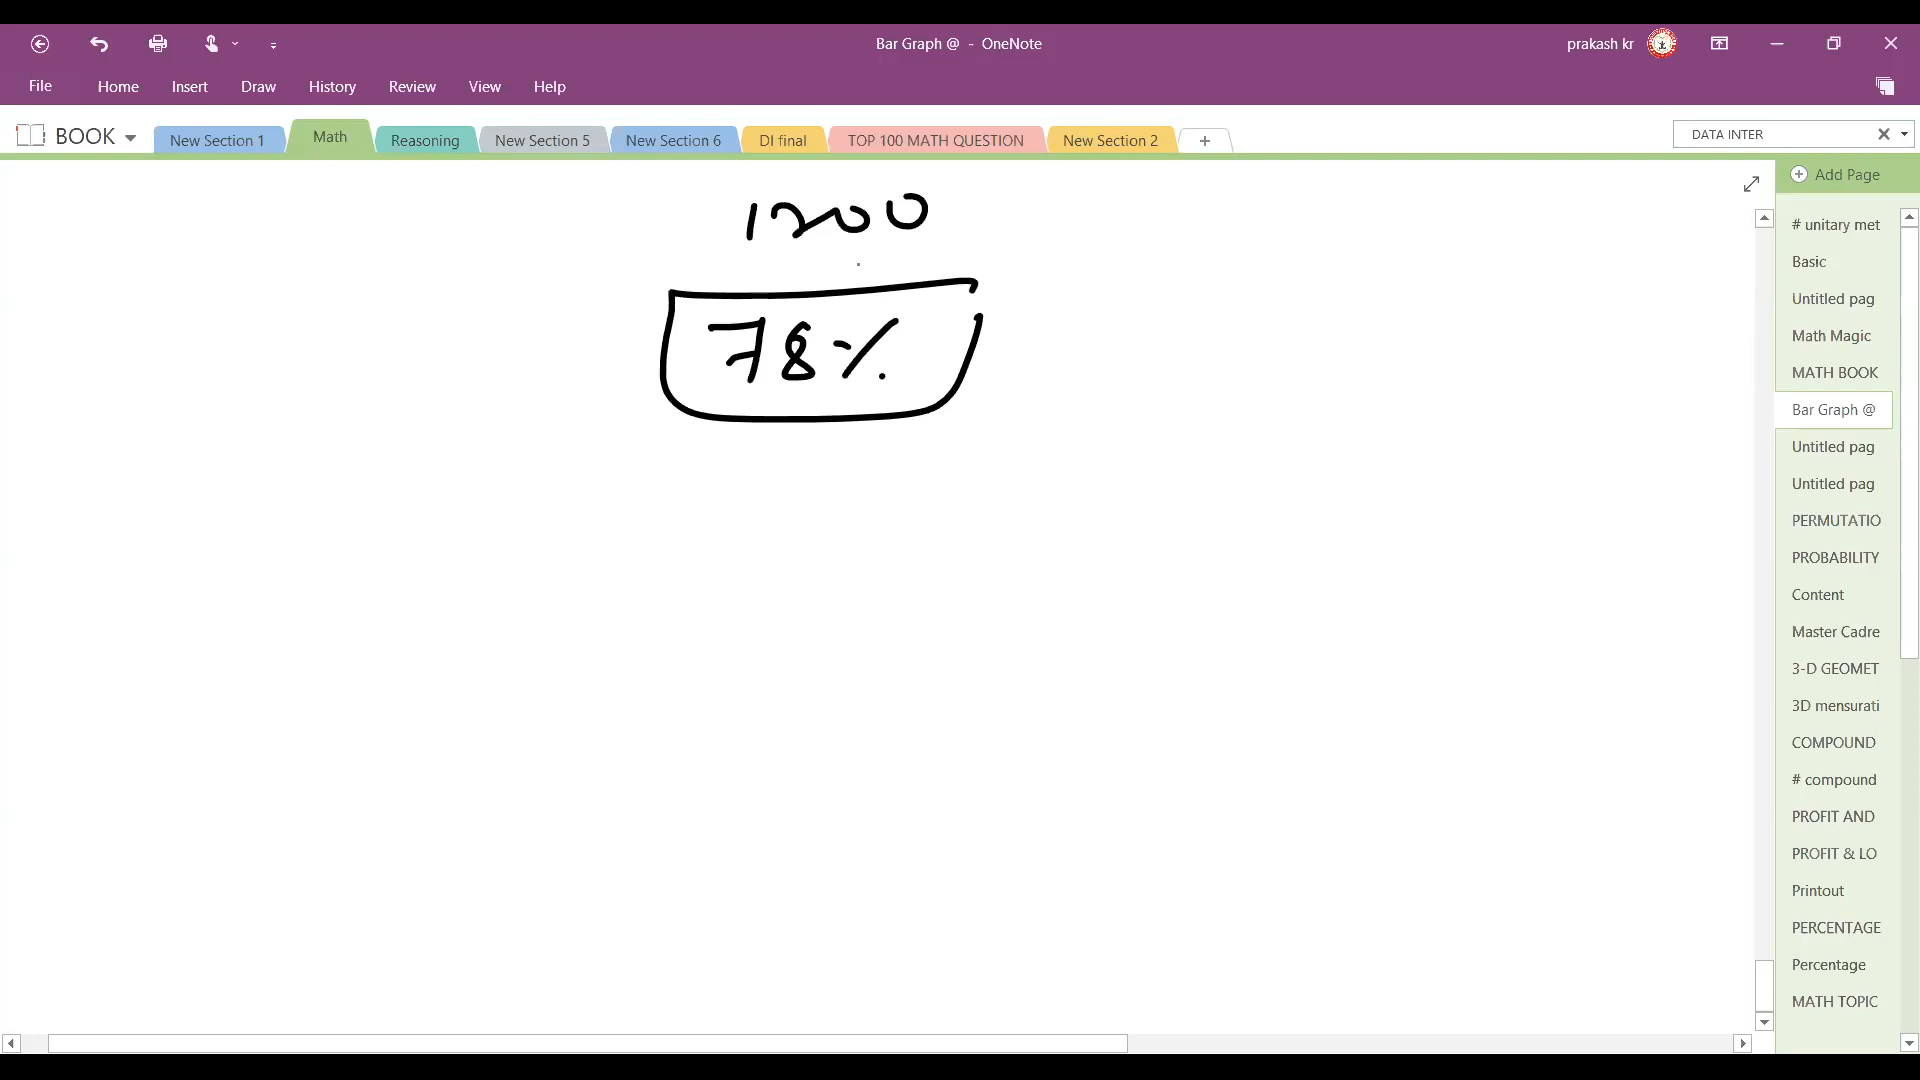 Bar Graph @ - OneNote
prakash kr
File Home Insert Draw History Review View Help
BOOK New Section 1 Math Reasoning New Section 5 New Section 6 DI final TOP 100 MATH QUESTION New Section 2 + DATA INTER
Add Page
1200
78%
# unitary met
Basic
Untitled pag
Math Magic
MATH BOOK
Bar Graph @
Untitled pag
Untitled pag
PERMUTATIO
PROBABILITY
Content
Master Cadre
3-D GEOMET
3D mensurati
COMPOUND
# compound
PROFIT AND
PROFIT & LO
Printout
PERCENTAGE
Percentage
MATH TOPIC